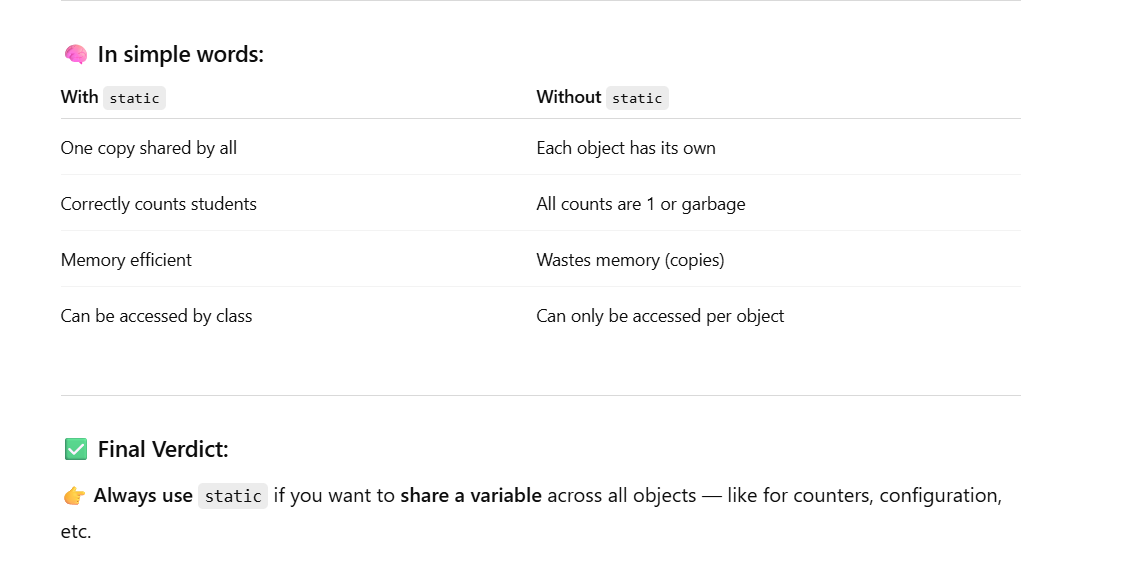 🧠 In simple words:
With static Without static
One copy shared by all Each object has its own
Correctly counts students All counts are 1 or garbage
Memory efficient Wastes memory (copies)
Can be accessed by class Can only be accessed per object
✅ Final Verdict:
👉 Always use static if you want to share a variable across all objects — like for counters, configuration,
etc.